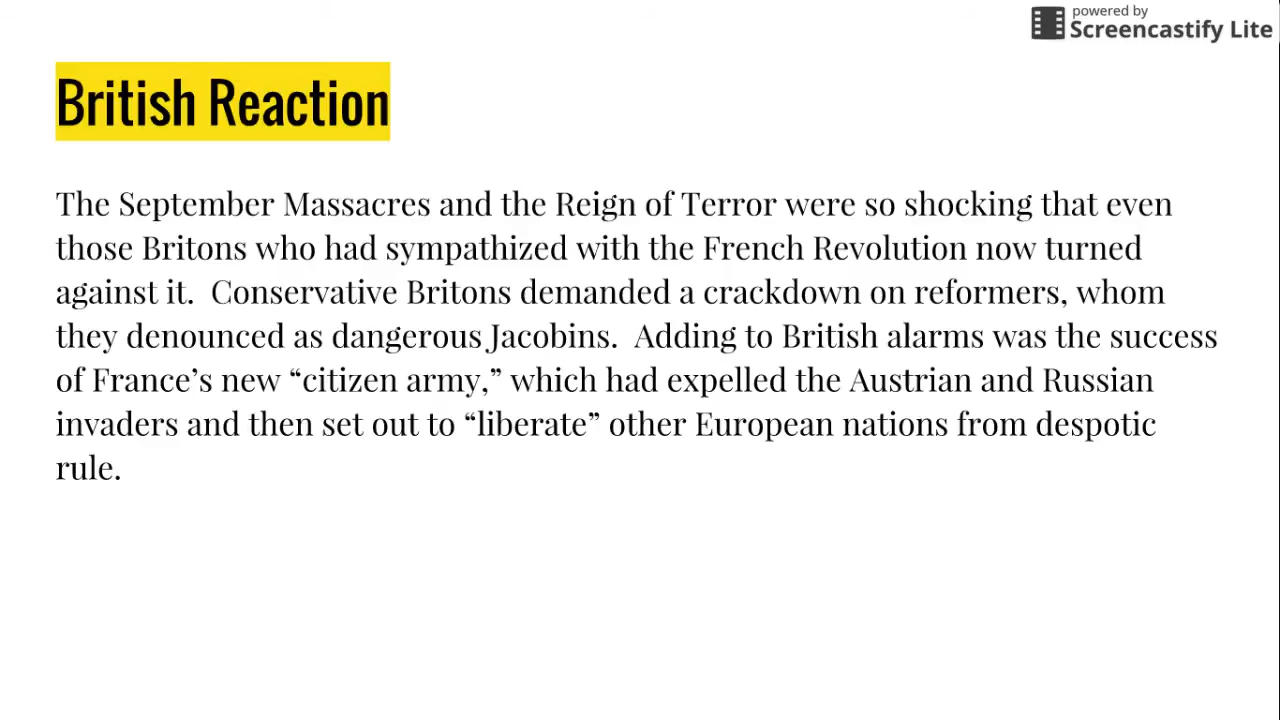 powered by
Screencastify Lite
British Reaction
The September Massacres and the Reign of Terror were so shocking that even
those Britons who had sympathized with the French Revolution now turned
against it.  Conservative Britons demanded a crackdown on reformers, whom
they denounced as dangerous Jacobins.  Adding to British alarms was the success
of France’s new “citizen army,” which had expelled the Austrian and Russian
invaders and then set out to “liberate” other European nations from despotic
rule.